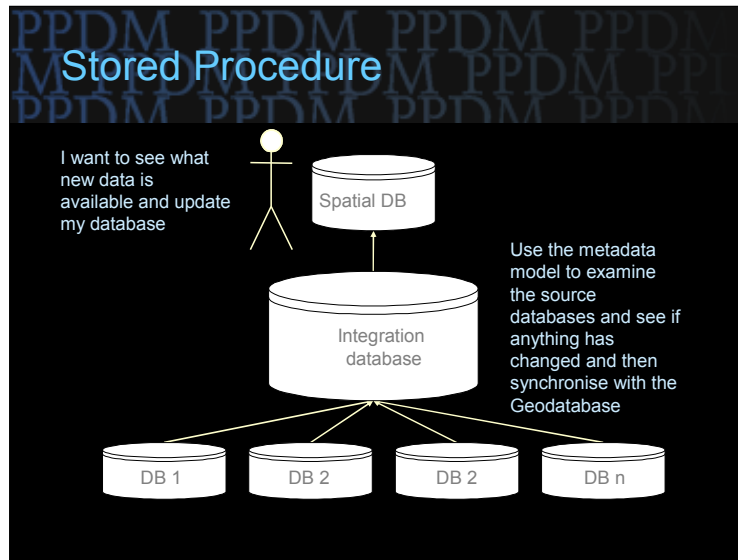 PPDM PPDM PPDM PPDM
Stored Procedure
I want to see what
new data is
available and update
my database
Spatial DB
Use the metadata
model to examine
the source
databases and see if
anything has
changed and then
synchronise with the
Geodatabase
Integration
database
DB 1
DB 2
DB 2
DB n